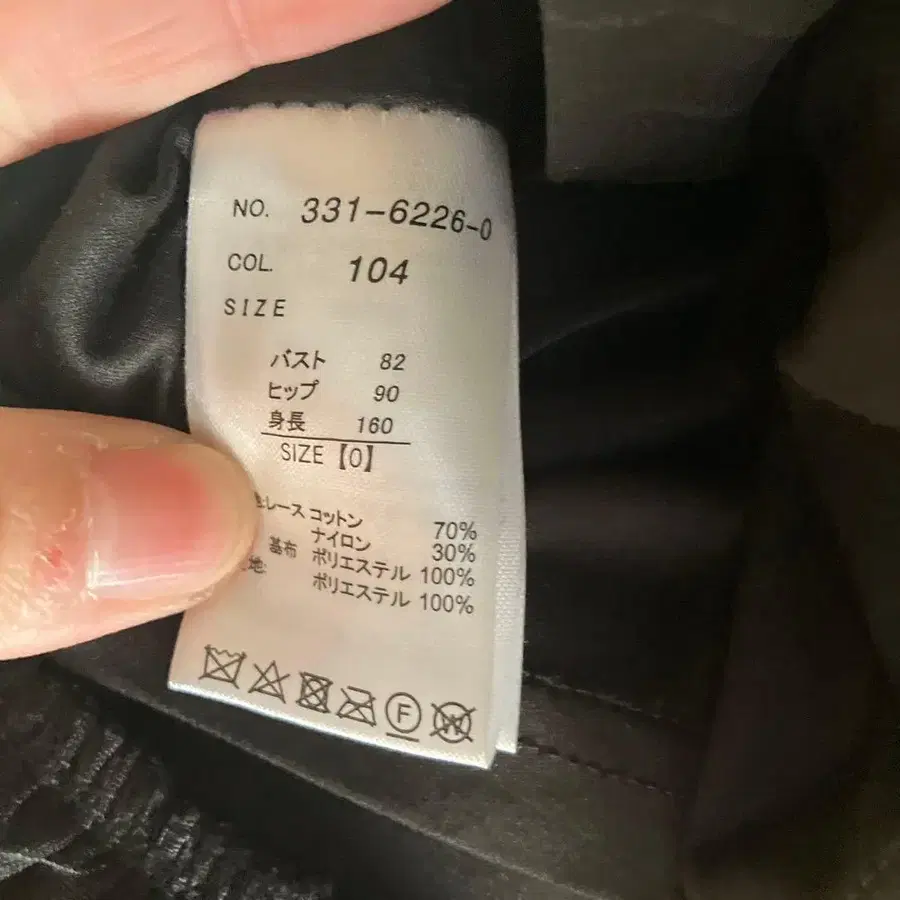 NO. 331-6226-0
COL. 104
SIZE
バスト 82
ヒップ 90
身長 160
SIZE【0】
レース コットン 70%
ナイロン 30%
基布 ポリエステル 100%
地: ポリエステル 100%
F
W